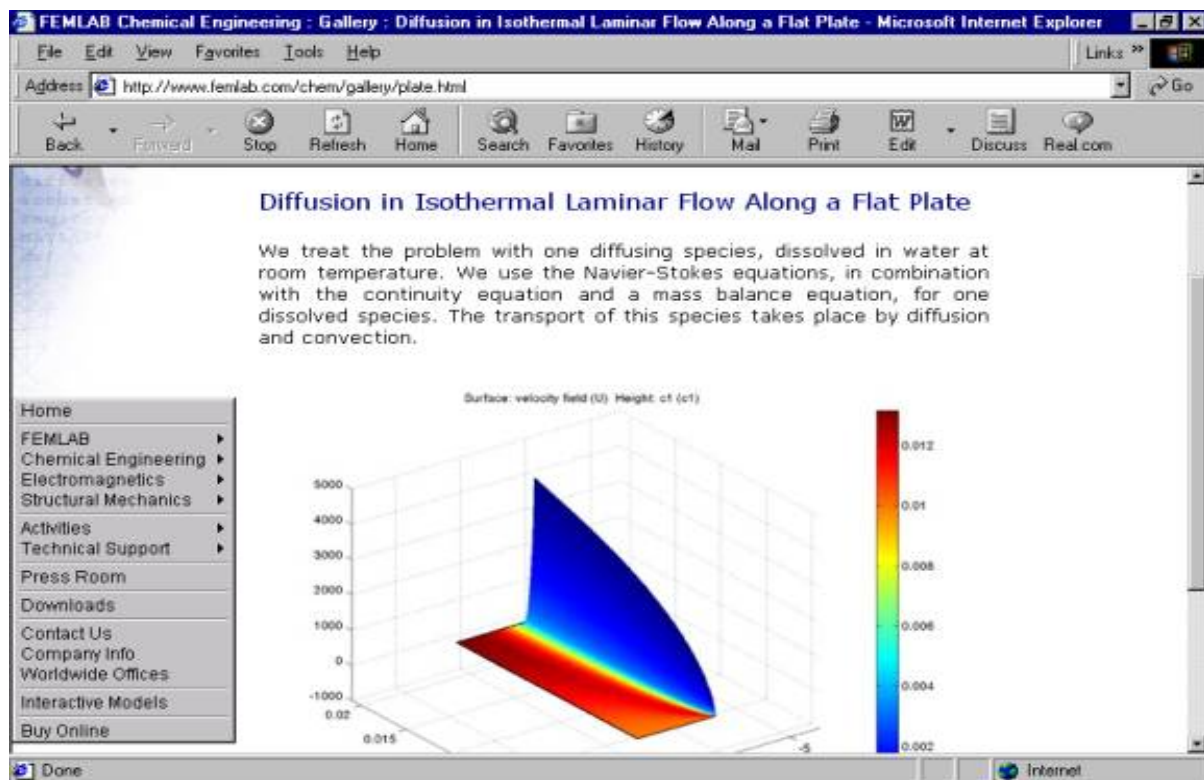 FEMLAB Chemical Engineering : Gallery : Diffusion in Isothermal Laminar Flow Along a Flat Plate - Microsoft Internet Explorer
File Edit View Favorites Tools Help Links »
Address http://www.femlab.com/chem/gallery/plate.html Go
Back Forward Stop Refresh Home Search Favorites History Mail Print Edit Discuss Real.com
Diffusion in Isothermal Laminar Flow Along a Flat Plate
We treat the problem with one diffusing species, dissolved in water at
room temperature. We use the Navier-Stokes equations, in combination
with the continuity equation and a mass balance equation, for one
dissolved species. The transport of this species takes place by diffusion
and convection.
Home
FEMLAB
Chemical Engineering
Electromagnetics
Structural Mechanics
Activities
Technical Support
Press Room
Downloads
Contact Us
Company Info
Worldwide Offices
Interactive Models
Buy Online
Surface: velocity field (U) Height: c1 (c1)
5000
4000
3000
2000
1000
0
-1000
0.02
0.015
-5
0.012
0.01
0.008
0.006
0.004
0.002
Done Internet